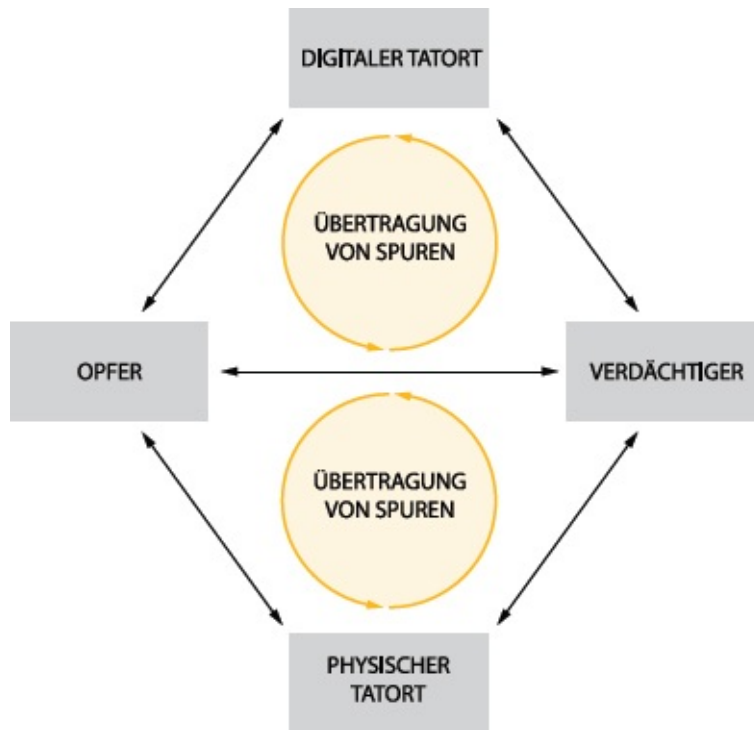 DIGITALER TATORT
ÜBERTRAGUNG
VON SPUREN
OPFER
VERDÄCHTIGER
ÜBERTRAGUNG
VON SPUREN
PHYSISCHER
TATORT